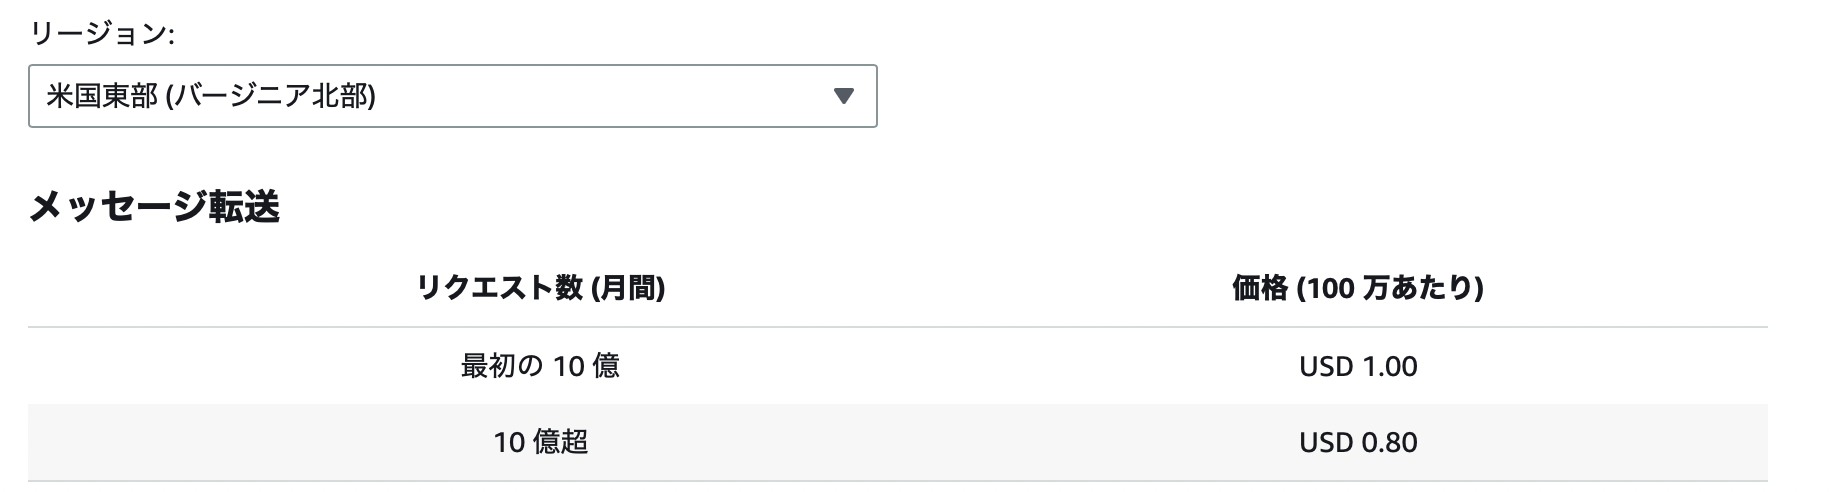 リージョン:
米国東部 (バージニア北部)
メッセージ転送
リクエスト数 (月間) 価格 (100 万あたり)
最初の 10 億 USD 1.00
10 億超 USD 0.80